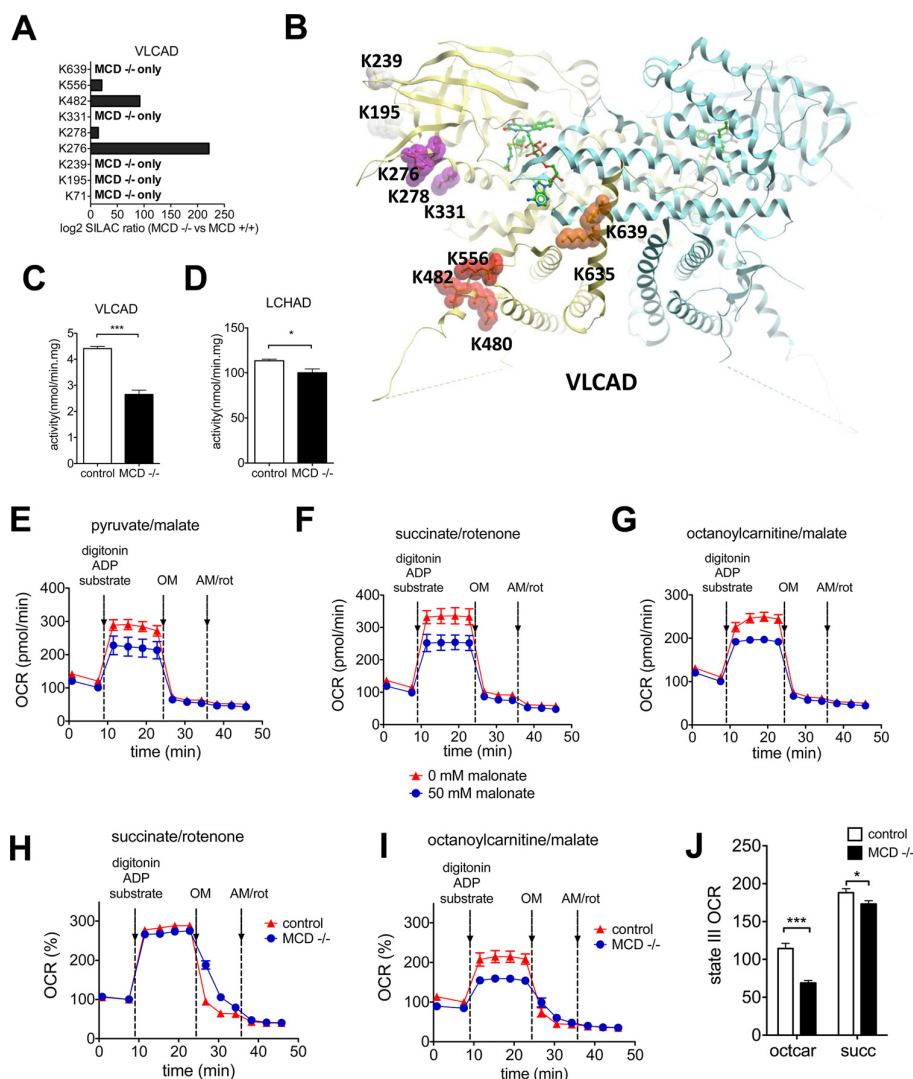 A
VLCAD
K639 MCD -/- only
K556
K482
K331 MCD -/- only
K278
K276
K239 MCD -/- only
K195 MCD -/- only
K71 MCD -/- only
0 50 100 150 200 250
log2 SILAC ratio (MCD -/- vs MCD +/+)
B
K239
K195
K276
K278
K331
K639
K556
K482
K635
K480
VLCAD
C
VLCAD
***
activity(nmol/min.mg)
5
4
3
2
1
0
control MCD -/-
D
LCHAD
*
activity(nmol/min.mg)
150
100
50
0
control MCD -/-
E
pyruvate/malate
digitonin
ADP
substrate
OM
AM/rot
OCR (pmol/min)
400
300
200
100
0
0 10 20 30 40 50
time (min)
F
succinate/rotenone
digitonin
ADP
substrate
OM
AM/rot
OCR (pmol/min)
400
300
200
100
0
0 10 20 30 40 50
time (min)
0 mM malonate
50 mM malonate
G
octanoylcarnitine/malate
digitonin
ADP
substrate
OM
AM/rot
OCR (pmol/min)
300
200
100
0
0 10 20 30 40 50
time (min)
H
succinate/rotenone
digitonin
ADP
substrate
OM
AM/rot
control
MCD -/-
OCR (%)
300
200
100
0
0 10 20 30 40 50
time (min)
I
octanoylcarnitine/malate
digitonin
ADP
substrate
OM
AM/rot
control
MCD -/-
OCR (%)
300
200
100
0
0 10 20 30 40 50
time (min)
J
control
MCD -/-
state III OCR
250
200
150
100
50
0
***
*
octcar succ